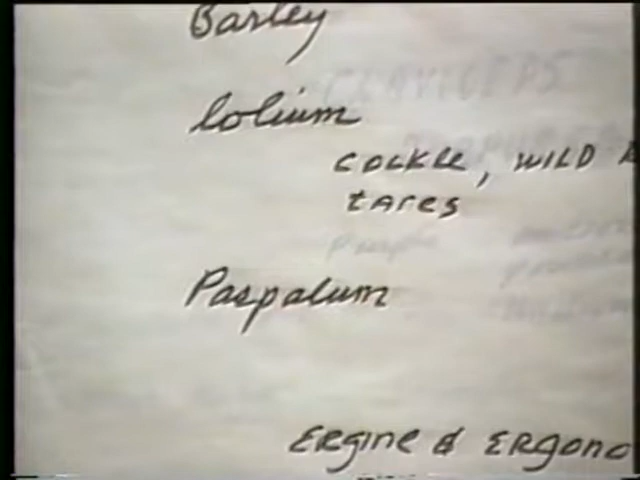 Barley
lolium
COCKLE, WILD
tares
Paspalum
Ergine & Ergono